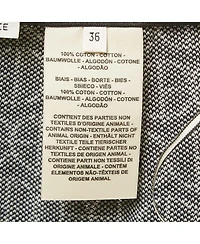 36
100% COTON - COTTON -
BAUMWOLLE - ALGODÓN -
COTONE - ALGODÓN
- ALGODÃO
BIAIS - BIAS - BORTE - BIES -
SBIECO - VIÉS
100% COTON - COTTON -
BAUMWOLLE -
COTONE - ALGODÓN
- ALGODÃO
CONTIENT DES PARTIES NON
TEXTILES D'ORIGINE ANIMALE -
CONTAINS NON-TEXTILE PARTS OF
ANIMAL ORIGIN - ENTHÄLT NICHT
TEXTILE TEILE TIERISCHER
HERKUNFT - CONTIENE PARTES
NO TEXTILES DE ORIGEN ANIMAL -
CONTIENE PARTI NON TESSILI DI
ORIGINE ANIMALE - CONTÉM
ELEMENTOS NÃO-TÊXTEIS DE
ORIGEM ANIMAL